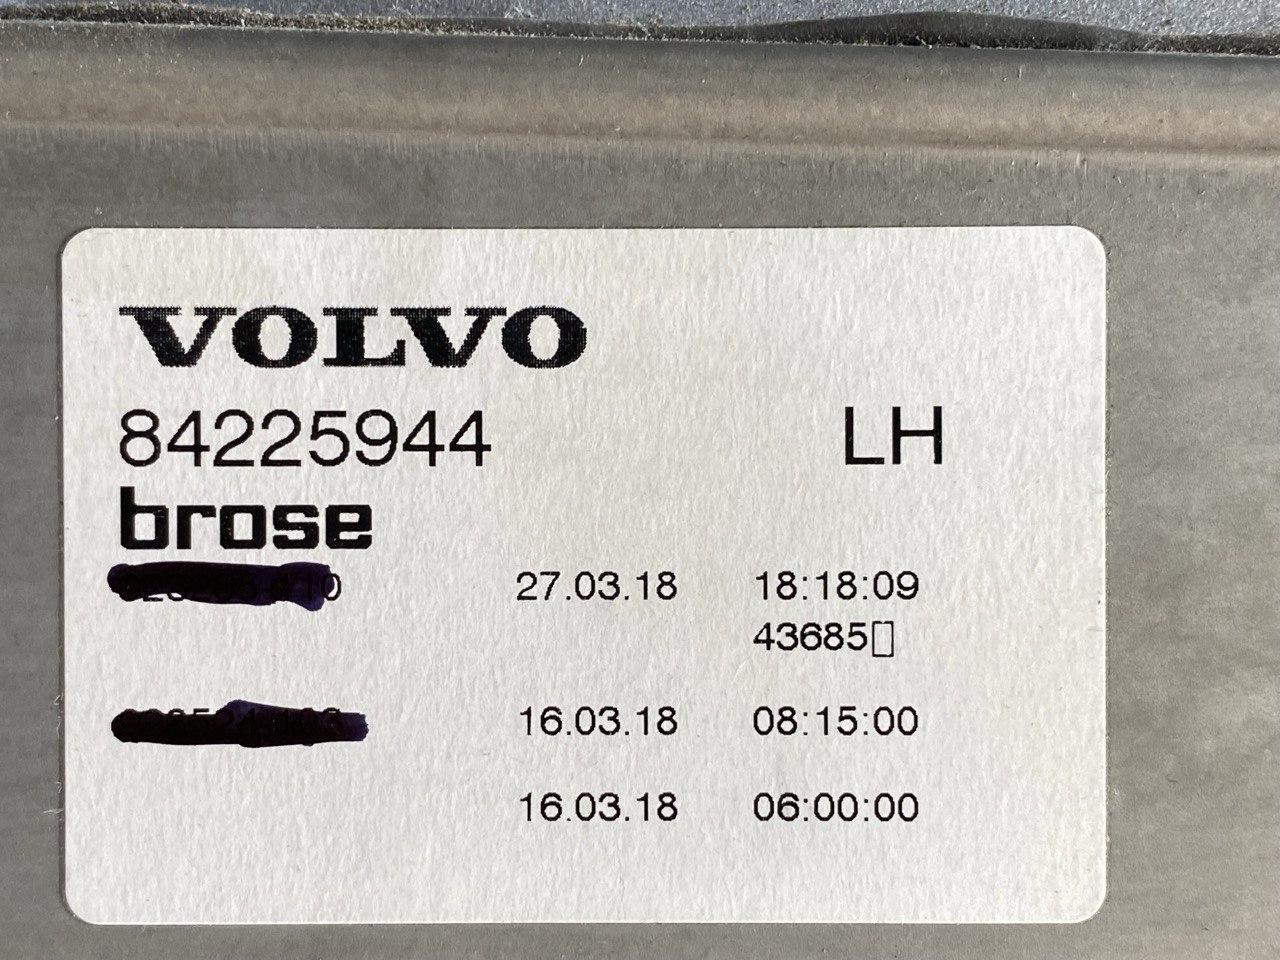 VOLVO
84225944 LH
brose
27.03.18 18:18:09
43685
16.03.18 08:15:00
16.03.18 06:00:00